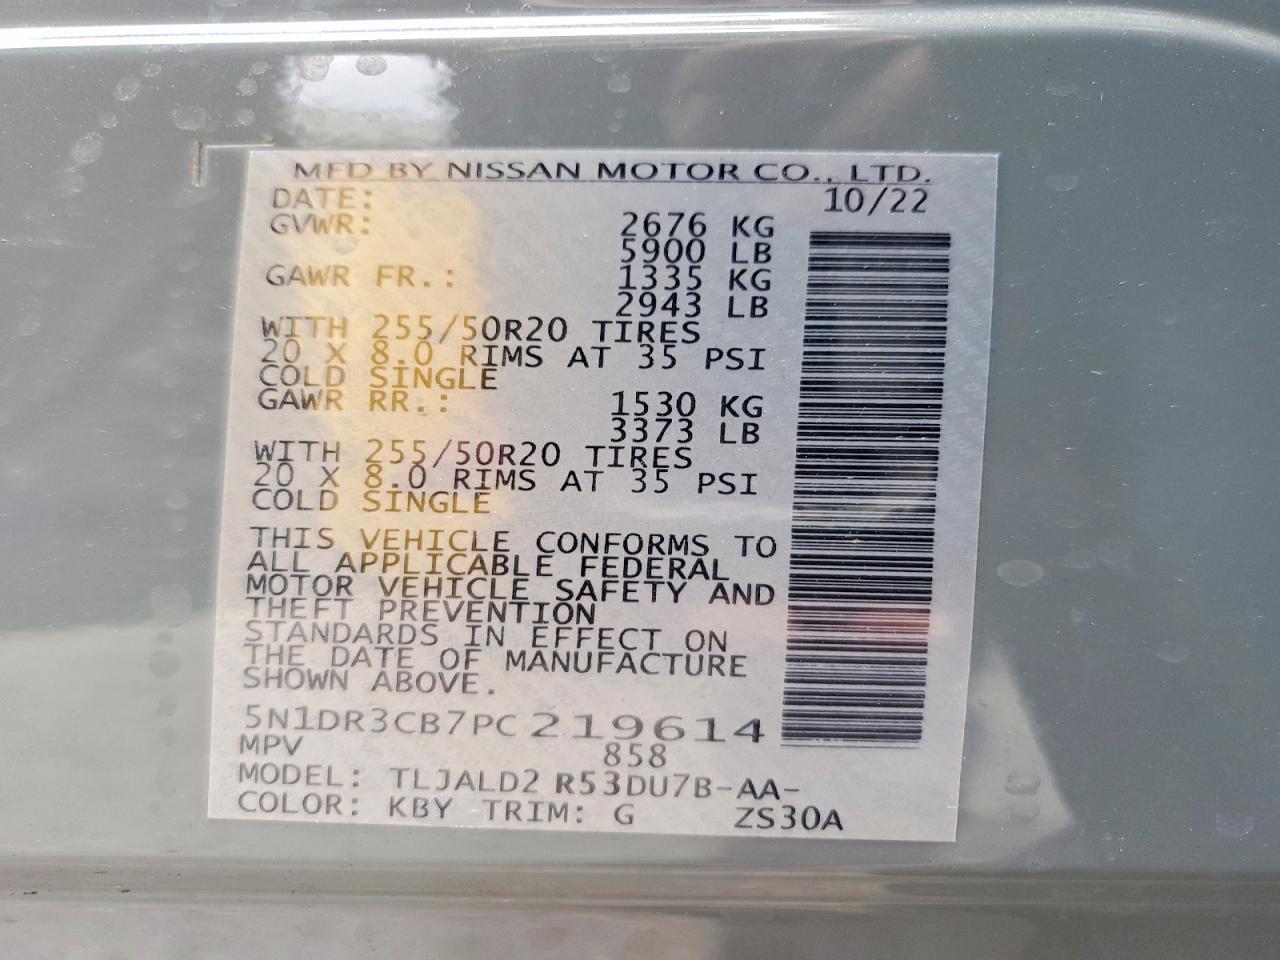 MFD BY NISSAN MOTOR CO., LTD.
DATE: 10/22
GVWR: 2676 KG
5900 LB
GAWR FR.: 1335 KG
2943 LB
WITH 255/50R20 TIRES
20 X 8.0 RIMS AT 35 PSI
COLD SINGLE
GAWR RR.: 1530 KG
3373 LB
WITH 255/50R20 TIRES
20 X 8.0 RIMS AT 35 PSI
COLD SINGLE
THIS VEHICLE CONFORMS TO
ALL APPLICABLE FEDERAL
MOTOR VEHICLE SAFETY AND
THEFT PREVENTION
STANDARDS IN EFFECT ON
THE DATE OF MANUFACTURE
SHOWN ABOVE.
5N1DR3CB7PC219614
MPV 858
MODEL: TLJALD2 R53DU7B-AA-
COLOR: KBY TRIM: G ZS30A